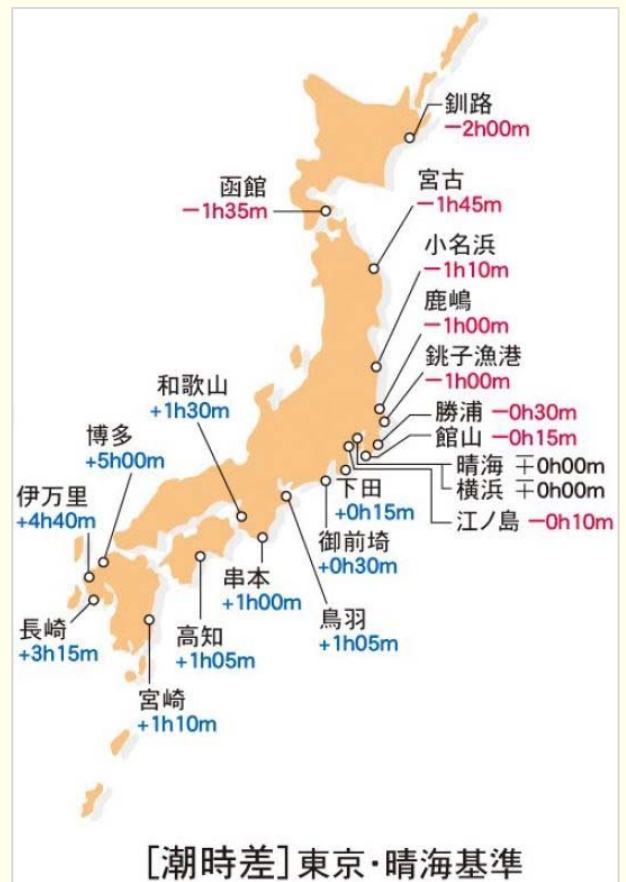 釧路
−2h00m
函館
−1h35m
宮古
−1h45m
小名浜
−1h10m
鹿嶋
−1h00m
銚子漁港
−1h00m
和歌山
+1h30m
勝浦 −0h30m
館山 −0h15m
博多
+5h00m
晴海 ∓0h00m
横浜 ∓0h00m
下田
+0h15m
江ノ島 −0h10m
伊万里
+4h40m
御前埼
+0h30m
串本
+1h00m
鳥羽
+1h05m
長崎
+3h15m
高知
+1h05m
宮崎
+1h10m
[潮時差]東京・晴海基準